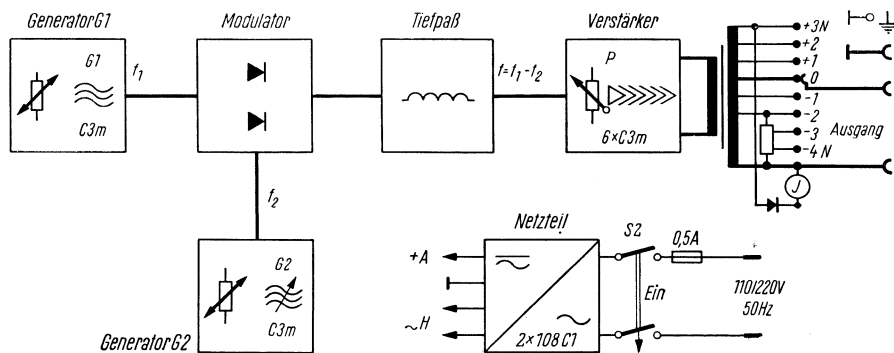 Generator G1
Modulator
Tiefpaß
Verstärker
+3N
+2
+1
0
-1
-2
-3
-4N
Ausgang
J
G1
C3m
f1
f=f1-f2
P
6×C3m
f2
G2
C3m
Generator G2
Netzteil
+A
~H
2×108 C1
S2
0,5A
Ein
110/220V
50Hz